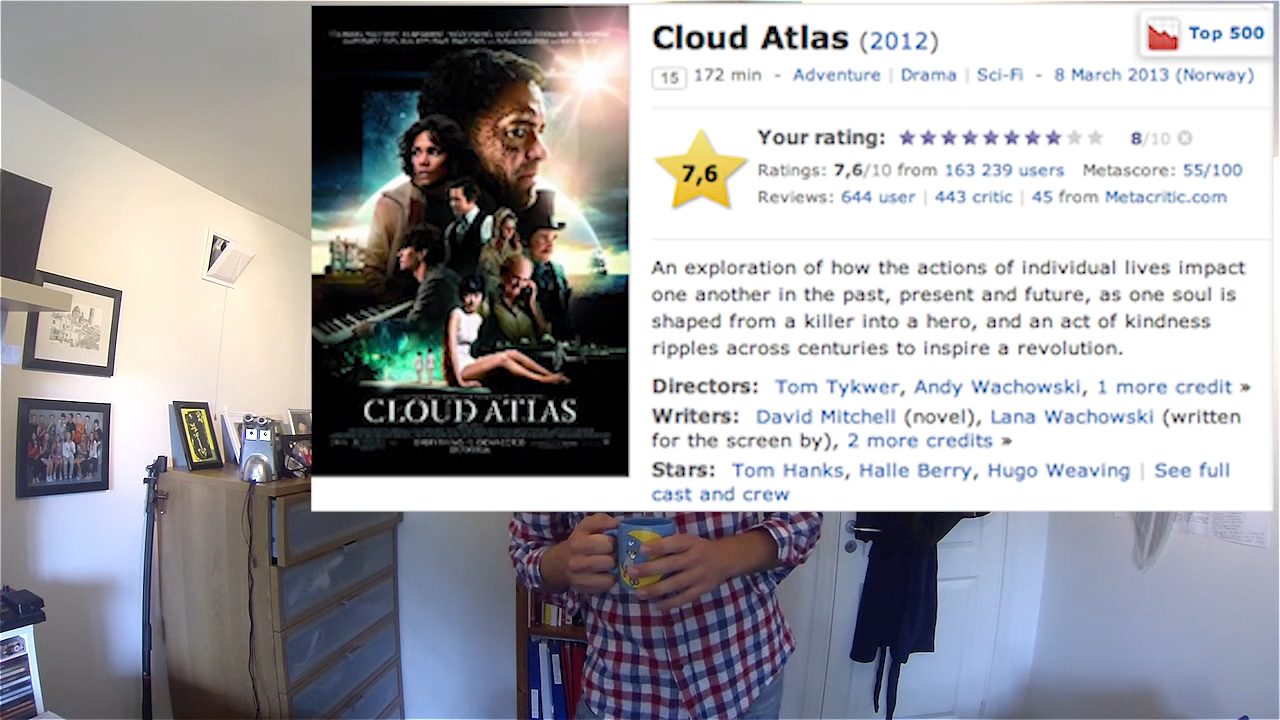 Cloud Atlas (2012)
Top 500
15 172 min - Adventure | Drama | Sci-Fi - 8 March 2013 (Norway)
7,6
Your rating: 8/10
Ratings: 7,6/10 from 163 239 users Metascore: 55/100
Reviews: 644 user | 443 critic | 45 from Metacritic.com
An exploration of how the actions of individual lives impact
one another in the past, present and future, as one soul is
shaped from a killer into a hero, and an act of kindness
ripples across centuries to inspire a revolution.
Directors: Tom Tykwer, Andy Wachowski, 1 more credit »
Writers: David Mitchell (novel), Lana Wachowski (written
for the screen by), 2 more credits »
Stars: Tom Hanks, Halle Berry, Hugo Weaving | See full
cast and crew
CLOUD ATLAS